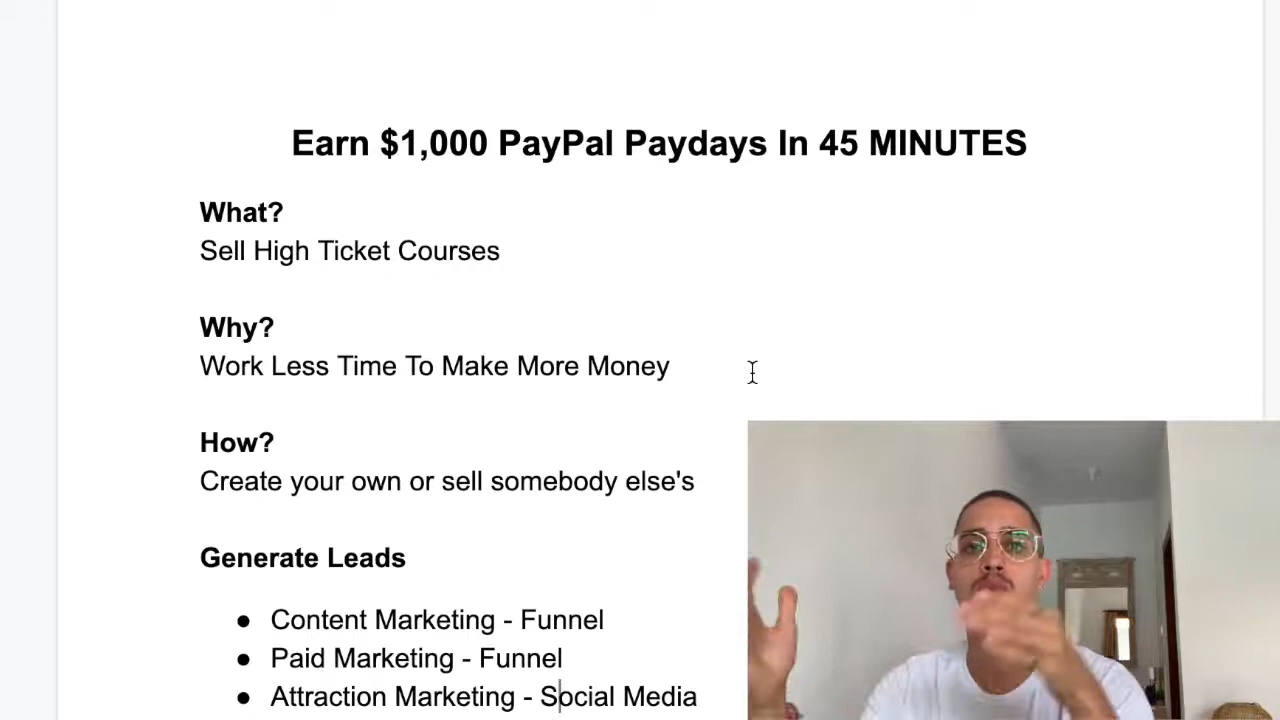 Earn $1,000 PayPal Paydays In 45 MINUTES
What?
Sell High Ticket Courses
Why?
Work Less Time To Make More Money
How?
Create your own or sell somebody else's
Generate Leads
● Content Marketing - Funnel
● Paid Marketing - Funnel
● Attraction Marketing - Social Media